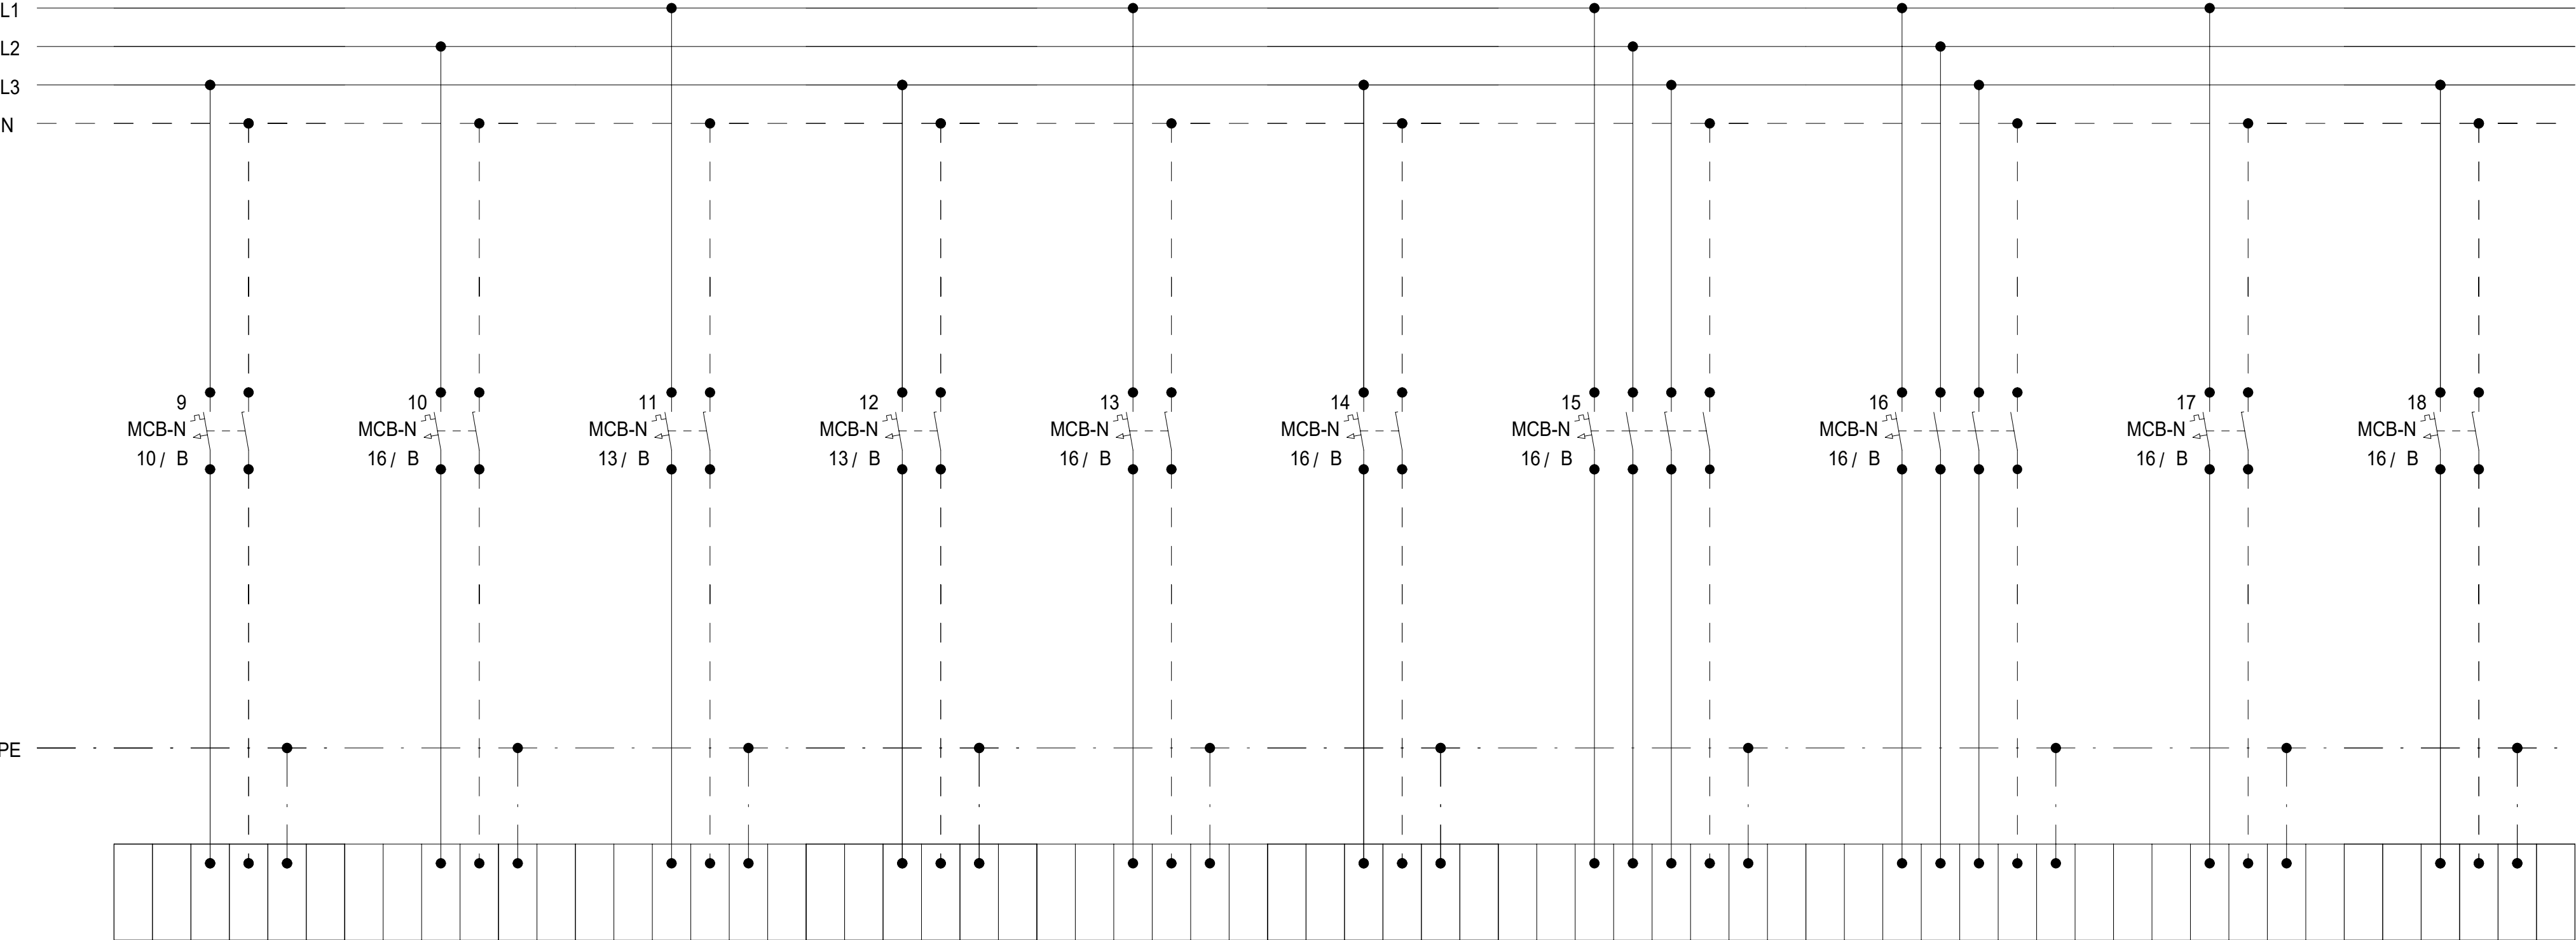 L1
L2
L3
N
9
MCB-N
10 / B
10
MCB-N
16 / B
11
MCB-N
13 / B
12
MCB-N
13 / B
13
MCB-N
16 / B
14
MCB-N
16 / B
15
MCB-N
16 / B
16
MCB-N
16 / B
17
MCB-N
16 / B
18
MCB-N
16 / B
PE